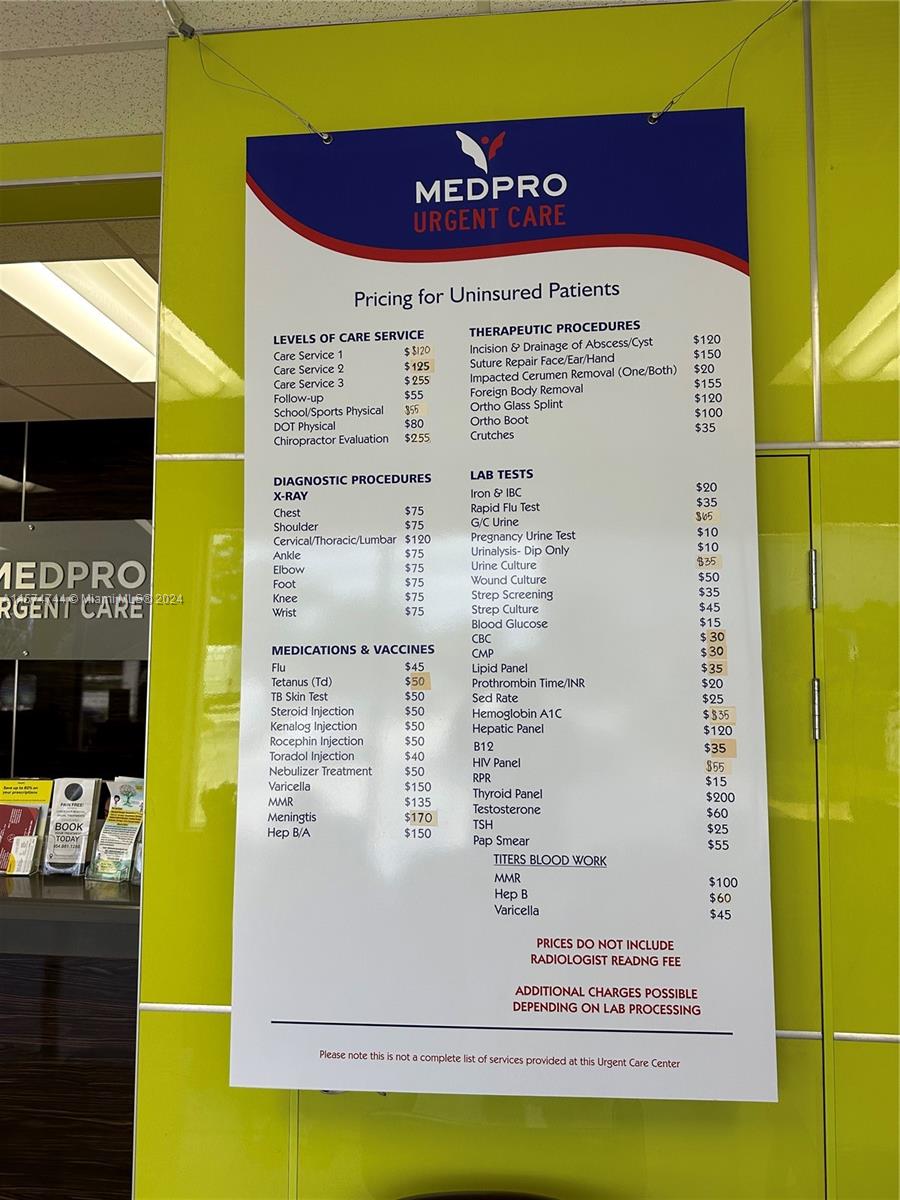 MEDPRO
URGENT CARE
Pricing for Uninsured Patients
LEVELS OF CARE SERVICE
Care Service 1 $ $120
Care Service 2 $125
Care Service 3 $255
Follow-up $55
School/Sports Physical $55
DOT Physical $80
Chiropractor Evaluation $255
DIAGNOSTIC PROCEDURES
X-RAY
Chest $75
Shoulder $75
Cervical/Thoracic/Lumbar $120
Ankle $75
Elbow $75
Foot $75
Knee $75
Wrist $75
MEDICATIONS & VACCINES
Flu $45
Tetanus (Td) $50
TB Skin Test $50
Steroid Injection $50
Kenalog Injection $50
Rocephin Injection $50
Toradol Injection $40
Nebulizer Treatment $50
Varicella $150
MMR $135
Meningtis $170
Hep B/A $150
THERAPEUTIC PROCEDURES
Incision & Drainage of Abscess/Cyst $120
Suture Repair Face/Ear/Hand $150
Impacted Cerumen Removal (One/Both) $20
Foreign Body Removal $155
Ortho Glass Splint $120
Ortho Boot $100
Crutches $35
LAB TESTS
Iron & IBC $20
Rapid Flu Test $35
G/C Urine $65
Pregnancy Urine Test $10
Urinalysis- Dip Only $10
Urine Culture $35
Wound Culture $50
Strep Screening $35
Strep Culture $45
Blood Glucose $15
CBC $30
CMP $30
Lipid Panel $35
Prothrombin Time/INR $20
Sed Rate $25
Hemoglobin A1C $ $35
Hepatic Panel $120
B12 $35
HIV Panel $55
RPR $15
Thyroid Panel $200
Testosterone $60
TSH $25
Pap Smear $55
TITERS BLOOD WORK
MMR $100
Hep B $60
Varicella $45
PRICES DO NOT INCLUDE
RADIOLOGIST READNG FEE
ADDITIONAL CHARGES POSSIBLE
DEPENDING ON LAB PROCESSING
Please note this is not a complete list of services provided at this Urgent Care Center
MEDPRO
URGENT CARE
Miami MLS® 2024
Save up to 80% on
your prescriptions
PAIN FREE
BOOK
TODAY